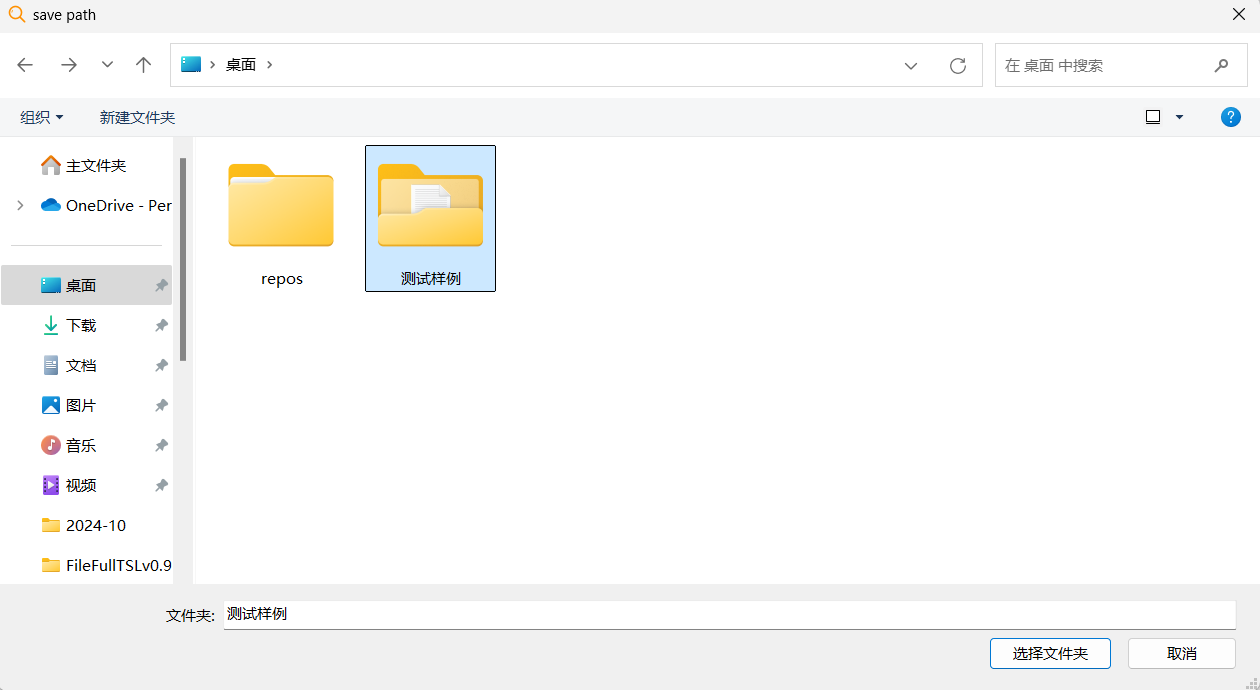 save path
桌面
在 桌面 中搜索
组织
新建文件夹
?
主文件夹
OneDrive - Per
桌面
下载
文档
图片
音乐
视频
2024-10
FileFullTSLv0.9
repos
测试样例
文件夹:
测试样例
选择文件夹
取消